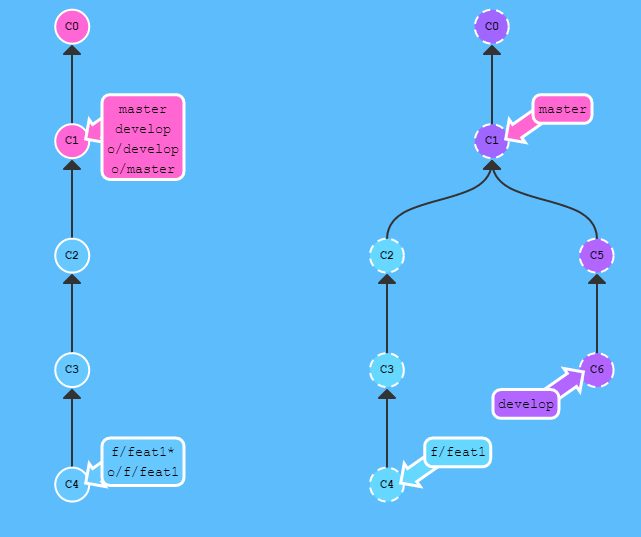 C0
C1
master
develop
o/develop
o/master
C2
C3
C4
f/feat1*
o/f/feat1
C0
C1
master
C2
C5
C3
C6
develop
C4
f/feat1